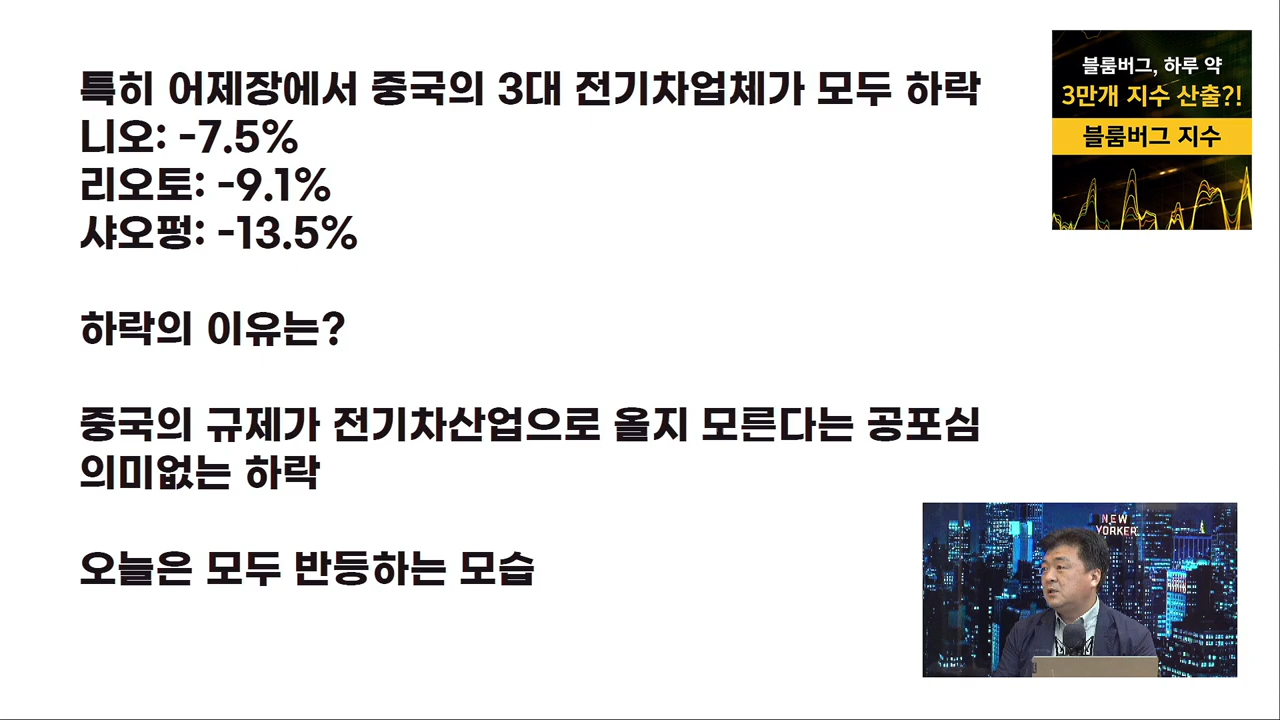 특히 어제장에서 중국의 3대 전기차업체가 모두 하락
니오: -7.5%
리오토: -9.1%
샤오펑: -13.5%
하락의 이유는?
중국의 규제가 전기차산업으로 올지 모른다는 공포심
의미없는 하락
오늘은 모두 반등하는 모습
블룸버그, 하루 약
3만개 지수 산출?!
블룸버그 지수
NEW
YORKER